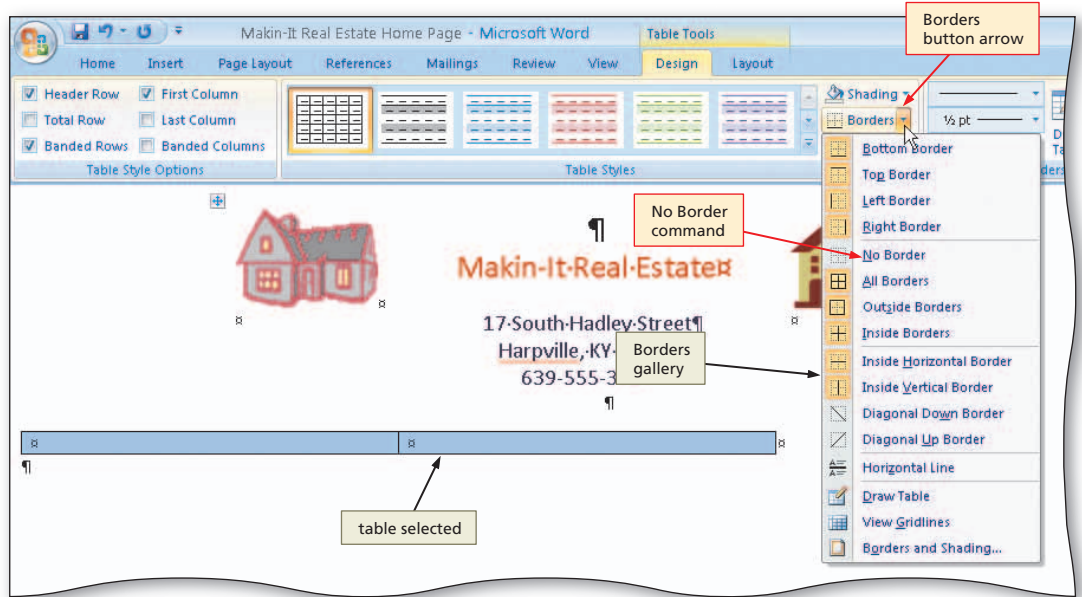 Borders
button arrow
Makin-It Real Estate Home Page - Microsoft Word
Table Tools
Home
Insert
Page Layout
References
Mailings
Review
View
Design
Layout
Header Row
First Column
Total Row
Last Column
Banded Rows
Banded Columns
Table Style Options
Table Styles
Shading
Borders
½ pt
Bottom Border
Top Border
Left Border
Right Border
No Border
All Borders
Outside Borders
Inside Borders
Inside Horizontal Border
Inside Vertical Border
Diagonal Down Border
Diagonal Up Border
Horizontal Line
Draw Table
View Gridlines
Borders and Shading...
No Border
command
¶
Makin-It·Real·Estate¤
¤
¤
¤
17·South·Hadley·Street¶
Harpville,·KY·
639-555-3
¶
Borders
gallery
¤
¤
¤
¶
table selected